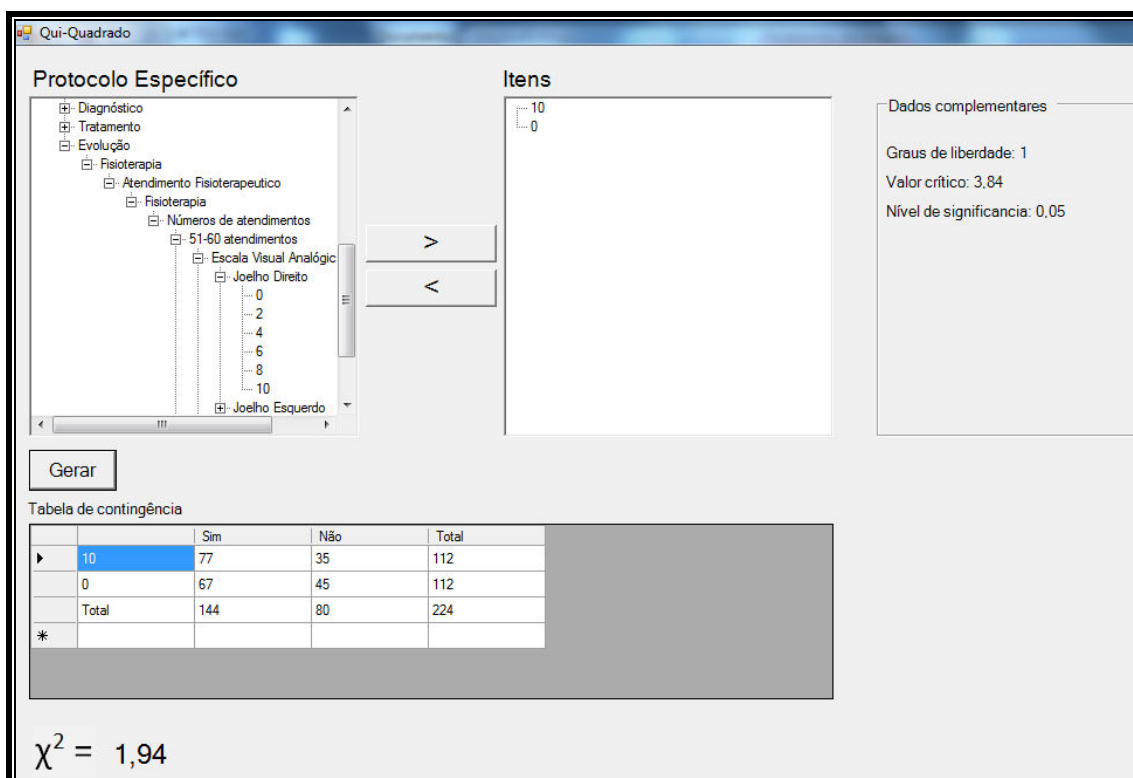 Qui-Quadrado
Protocolo Específico
Diagnóstico
Tratamento
Evolução
Fisioterapia
Atendimento Fisioterapeutico
Fisioterapia
Números de atendimentos
51-60 atendimentos
Escala Visual Analógic
Joelho Direito
0
2
4
6
8
10
Joelho Esquerdo
>
<
Itens
10
0
Dados complementares
Graus de liberdade: 1
Valor crítico: 3,84
Nível de significancia: 0,05
Gerar
Tabela de contingência
Sim Não Total
10 77 35 112
0 67 45 112
Total 144 80 224
*
χ² = 1,94